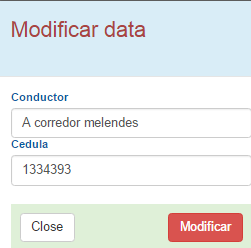 Modificar data
Conductor
A corredor melendes
Cedula
1334393
Close Modificar